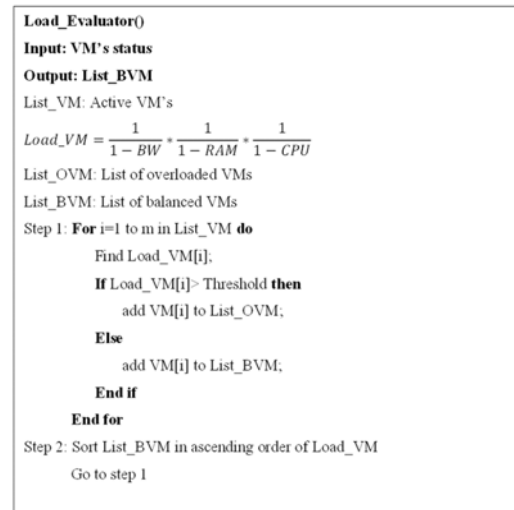 Load_Evaluator()
Input: VM's status
Output: List_BVM
List_VM: Active VM's
Load_VM = 1/(1 − BW) * 1/(1 − RAM) * 1/(1 − CPU)
List_OVM: List of overloaded VMs
List_BVM: List of balanced VMs
Step 1: For i=1 to m in List_VM do
Find Load_VM[i];
If Load_VM[i]> Threshold then
add VM[i] to List_OVM;
Else
add VM[i] to List_BVM;
End if
End for
Step 2: Sort List_BVM in ascending order of Load_VM
Go to step 1